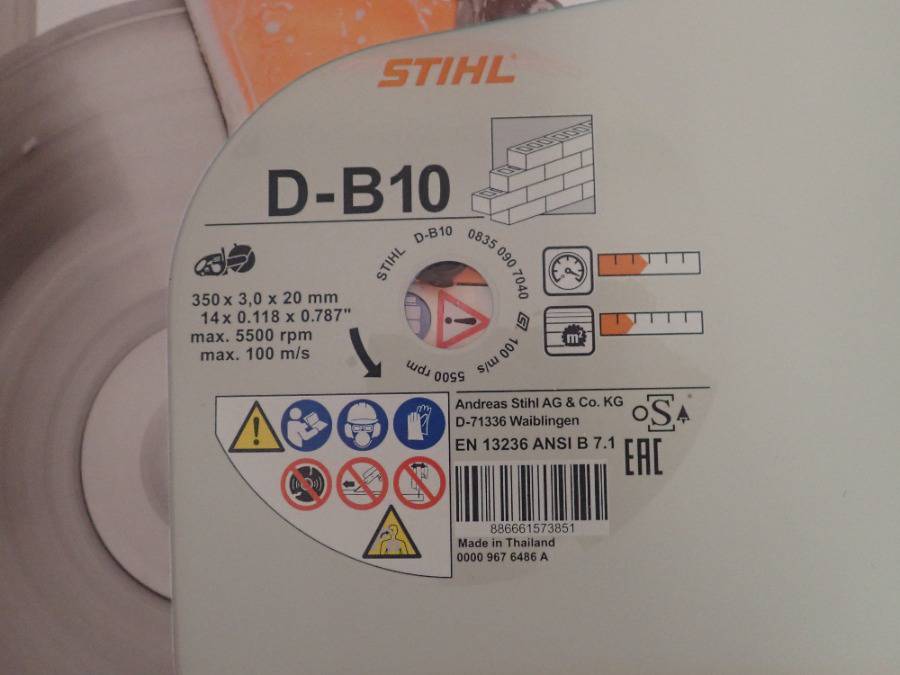 STIHL
D-B10
STIHL D-B10 0835 090 7040 100 m/s 5500 rpm
350 x 3,0 x 20 mm
14 x 0.118 x 0.787"
max. 5500 rpm
max. 100 m/s
m²
Andreas Stihl AG & Co. KG
D-71336 Waiblingen
EN 13236 ANSI B 7.1
EAC
886661573851
Made in Thailand
0000 967 6486 A